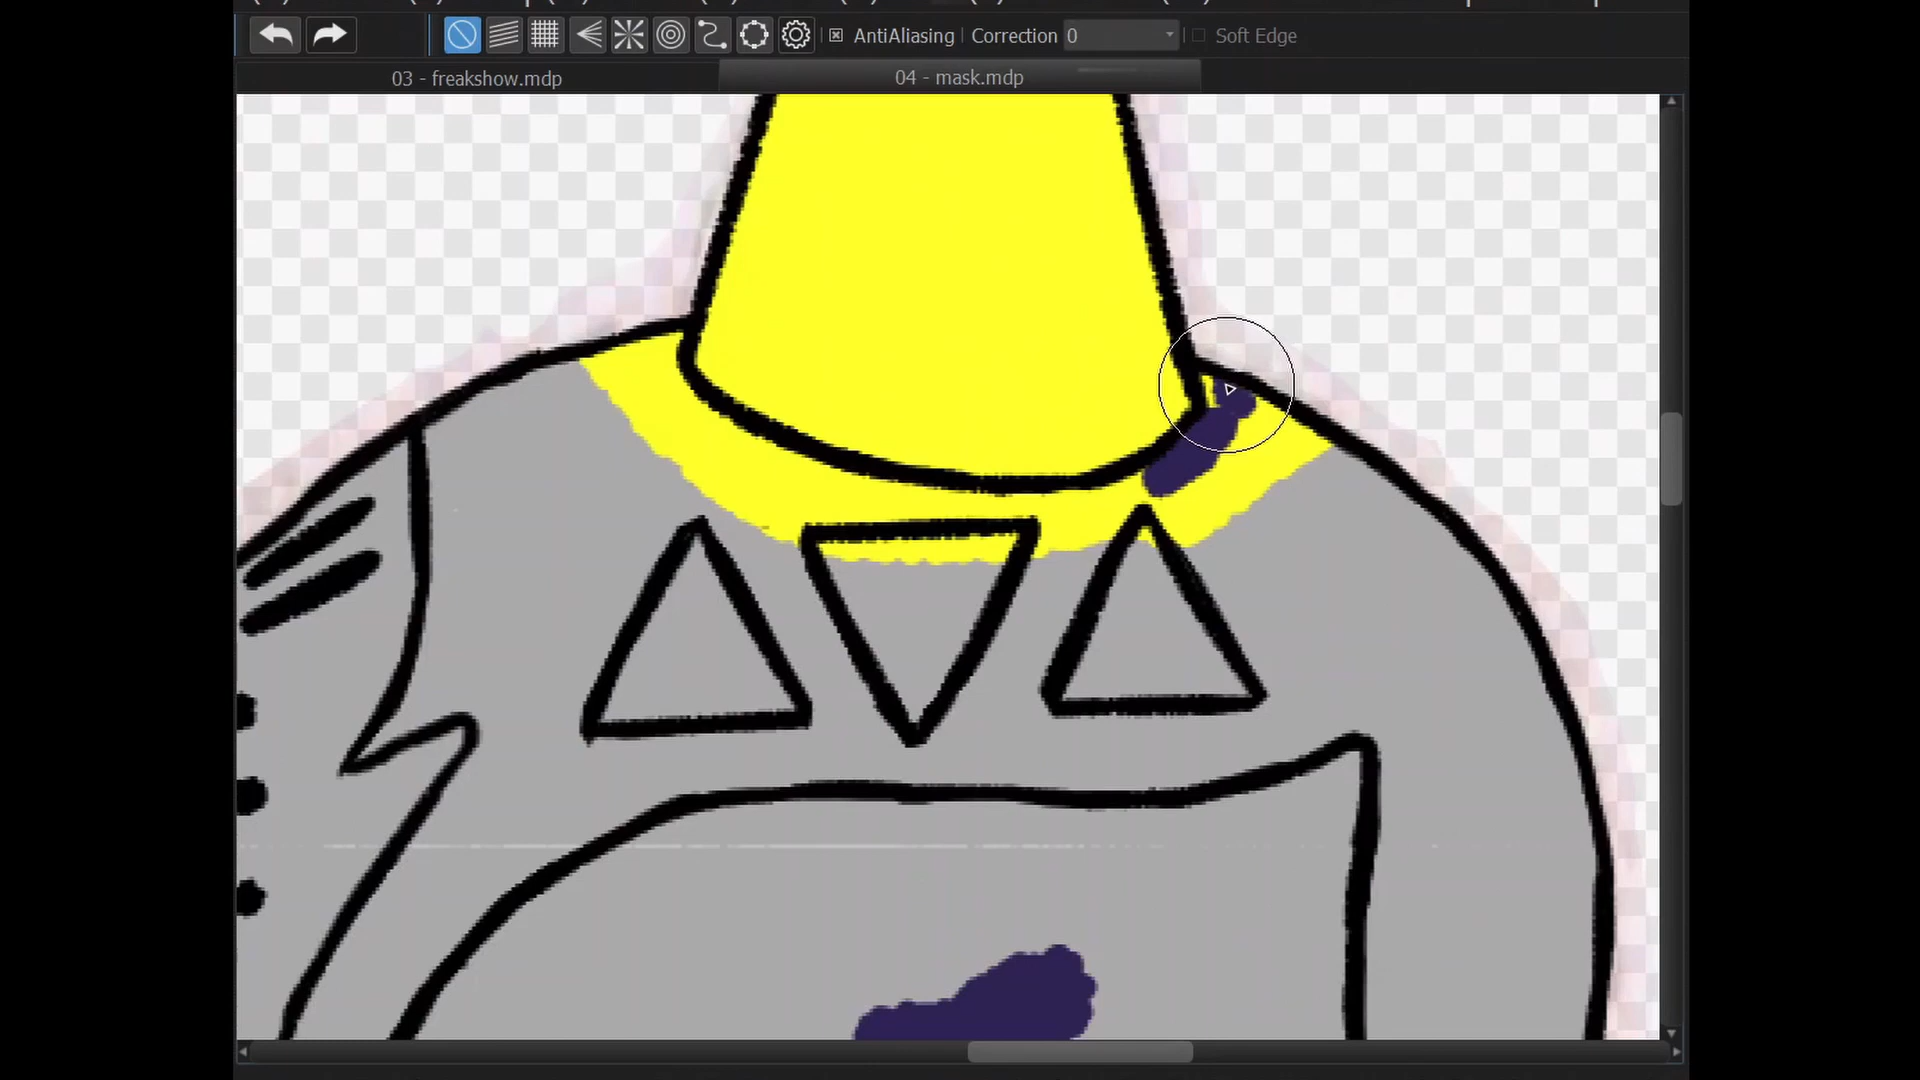 AntiAliasing Correction 0 Soft Edge
03 - freakshow.mdp 04 - mask.mdp